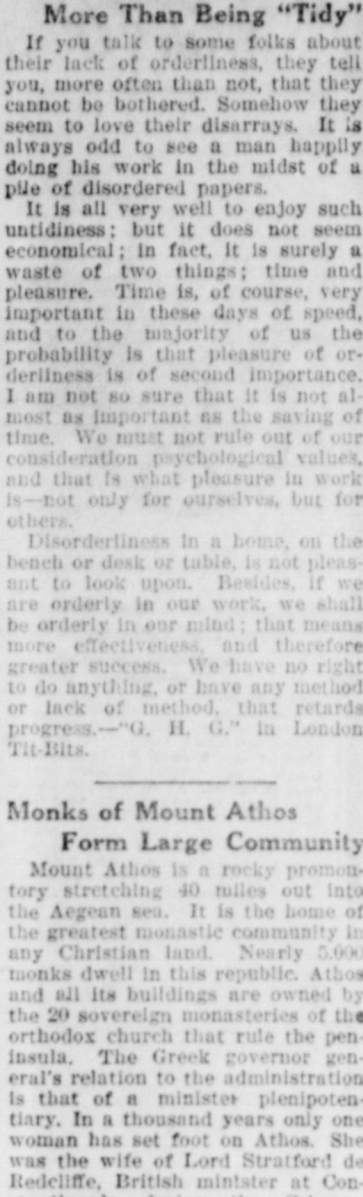 More Than Being "Tidy"
If you talk to some folks about
their lack of orderliness, they tell
you, more often than not, that they
cannot be bothered. Somehow they
seem to love their disarrays. It is
always odd to see a man happily
doing his work in the midst of a
pile of disordered papers.
It is all very well to enjoy such
untidiness; but it does not seem
economical; in fact, it is surely a
waste of two things; time and
pleasure. Time is, of course, very
important in these days of speed,
and to the majority of us the
probability is that pleasure of or-
derliness is of second importance.
I am not so sure that it is not al-
most as important as the saving of
time. We must not rule out of our
consideration psychological values,
and that is what pleasure in work
is—not only for ourselves, but for
others.
Disorderliness in a home, on the
bench or desk or table, is not pleas-
ant to look upon. Besides, if we
are orderly in our work, we shall
be orderly in our mind; that means
more effectiveness, and therefore
greater success. We have no right
to do anything, or have any method
or lack of method, that retards
progress.—"G. H. G." in London
Tit-Bits.
Monks of Mount Athos
Form Large Community
Mount Athos is a rocky promon-
tory stretching 40 miles out into
the Aegean sea. It is the home of
the greatest monastic community in
any Christian land. Nearly 5,000
monks dwell in this republic. Athos
and all its buildings are owned by
the 20 sovereign monasteries of the
orthodox church that rule the pen-
insula. The Greek governor gen-
eral's relation to the administration
is that of a minister plenipoten-
tiary. In a thousand years only one
woman has set foot on Athos. She
was the wife of Lord Stratford de
Redcliffe, British minister at Con-